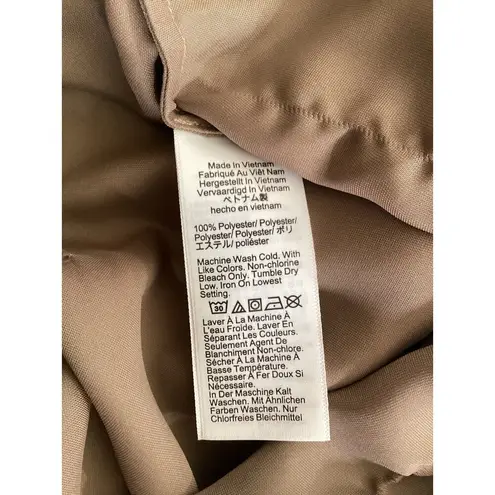 Made In Vietnam
Fabriqué Au Viêt Nam
Hergestellt In Vietnam
Vervaardigd In Vietnam
ベトナム製
hecho en vietnam
100% Polyester/ Polyester/
Polyester/ Polyester/ ポリ
エステル/ poliéster
Machine Wash Cold. With
Like Colors. Non-chlorine
Bleach Only. Tumble Dry
Low, Iron On Lowest
Setting.
30
Laver À La Machine À
L'eau Froide. Laver En
Séparant Les Couleurs.
Seulement Agent De
Blanchiment Non-chlore.
Sécher À La Machine À
Basse Température.
Repasser À Fer Doux Si
Nécessaire.
In Der Maschine Kalt
Waschen. Mit Ähnlichen
Farben Waschen. Nur
Chlorfreies Bleichmittel